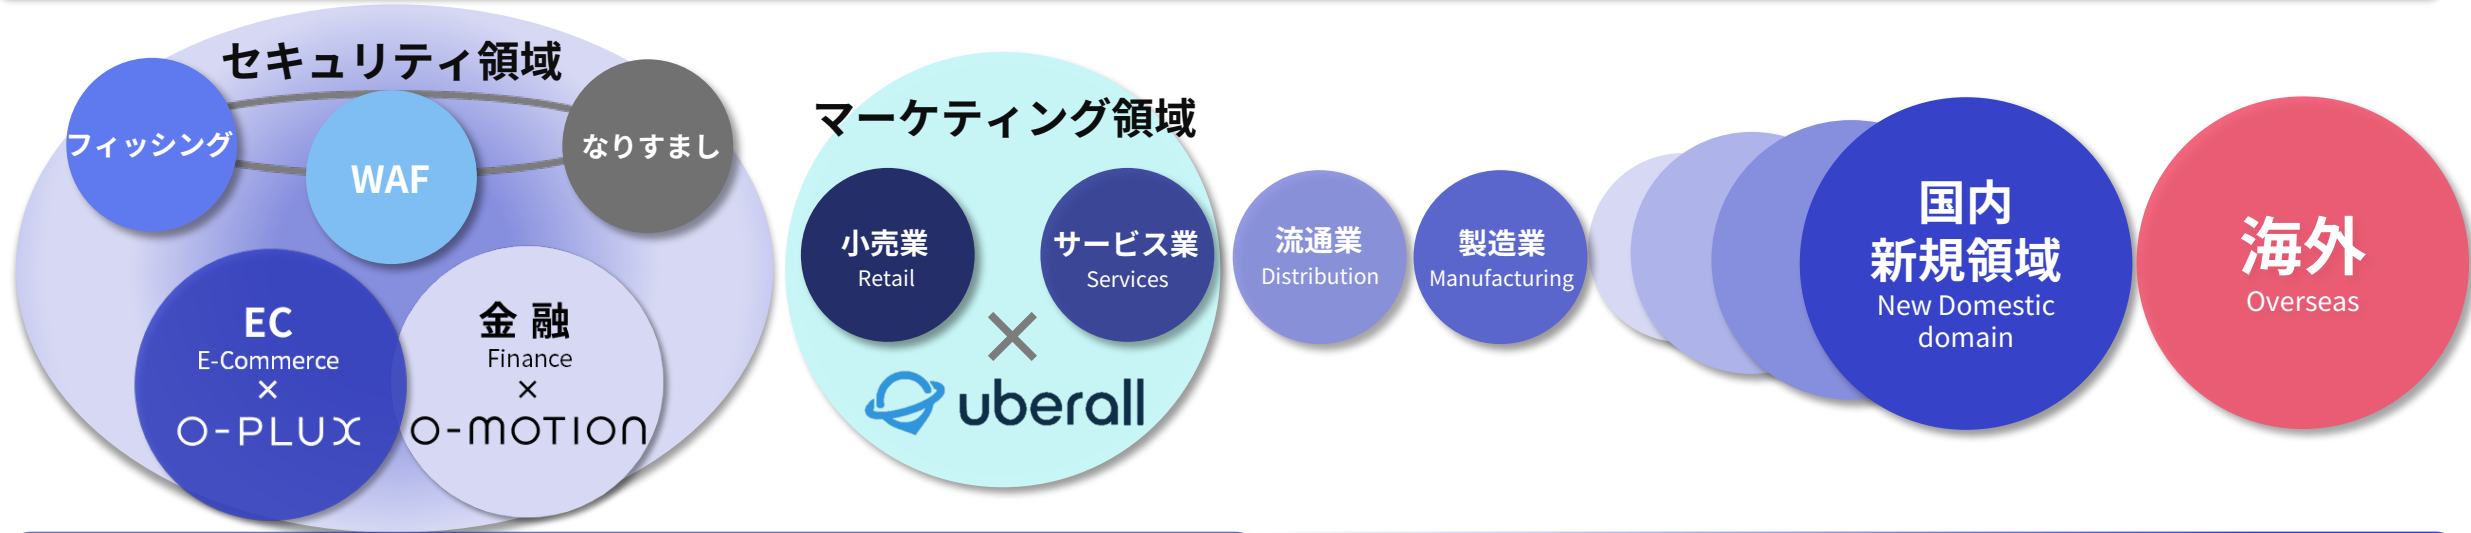 セキュリティ領域
フィッシング
WAF
なりすまし
EC
E-Commerce
×
O-PLUX
金 融
Finance
×
O-MOTION
マーケティング領域
小売業
Retail
サービス業
Services
×
uberall
流通業
Distribution
製造業
Manufacturing
国内
新規領域
New Domestic
domain
海外
Overseas